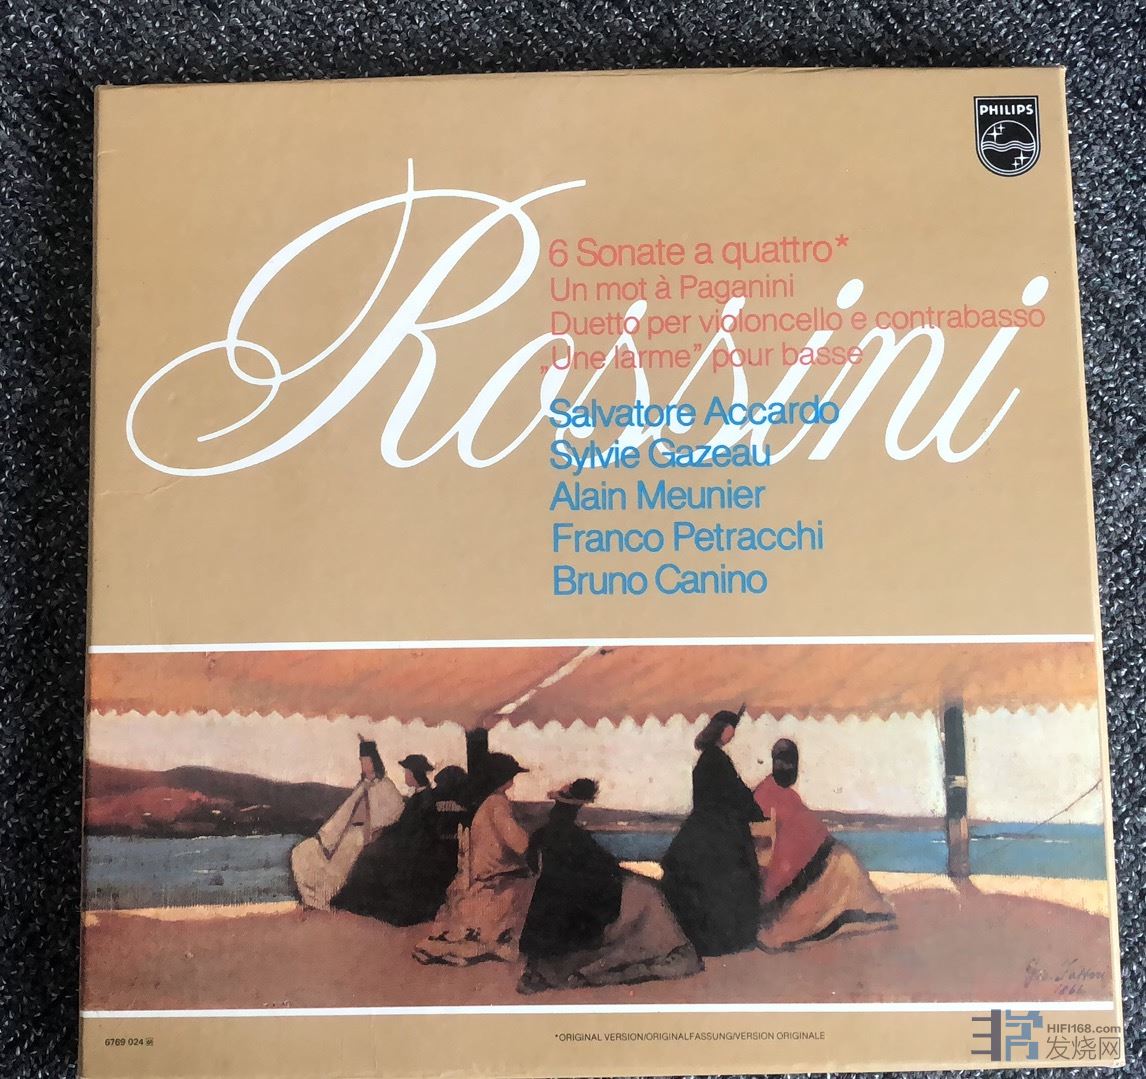 PHILIPS
Rossini
6 Sonate a quattro*
Un mot à Paganini
Duetto per violoncello e contrabasso
„Une larme” pour basse
Salvatore Accardo
Sylvie Gazeau
Alain Meunier
Franco Petracchi
Bruno Canino
6769 024
*ORIGINAL VERSION/ORIGINALFASSUNG/VERSION ORIGINALE
HIFI168.com
发烧网